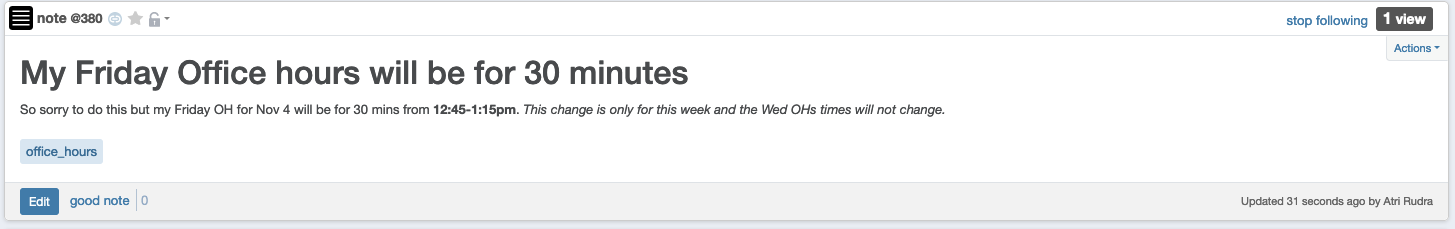 note @380
stop following 1 view
Actions
My Friday Office hours will be for 30 minutes
So sorry to do this but my Friday OH for Nov 4 will be for 30 mins from 12:45-1:15pm. This change is only for this week and the Wed OHs times will not change.
office_hours
Edit good note 0
Updated 31 seconds ago by Atri Rudra